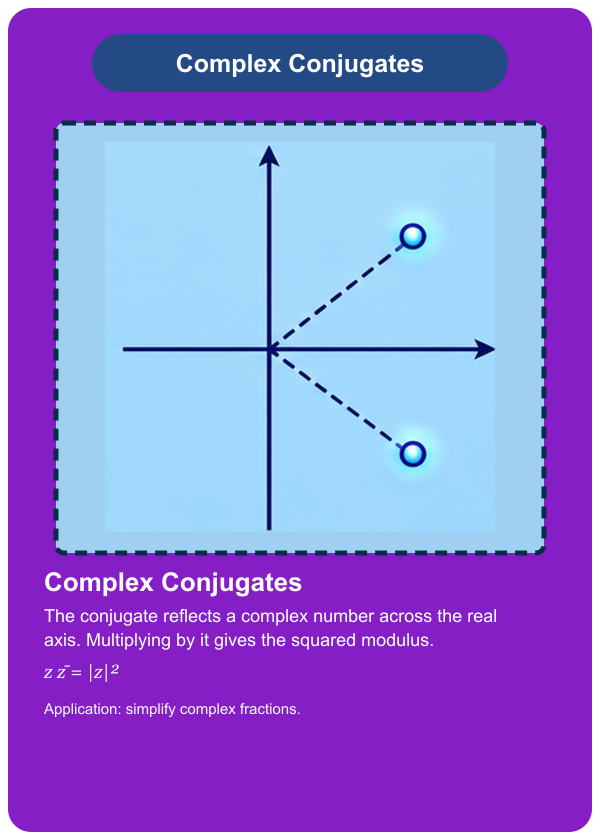 Complex Conjugates
Complex Conjugates
The conjugate reflects a complex number across the real
axis. Multiplying by it gives the squared modulus.
z z̄ = |z|²
Application: simplify complex fractions.